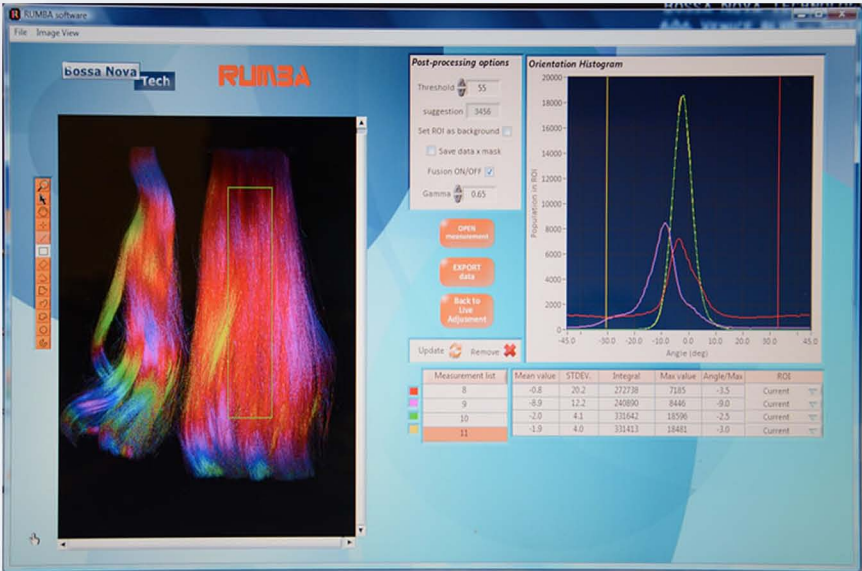 RUMBA software
File Image View
Bossa Nova
Tech
RUMBA
Post-processing options
Threshold 55
suggestion 3456
Set ROI as background
Save data x mask
Fusion ON/OFF
Gamma 0.65
OPEN
measurement
EXPORT
data
Back to
Live
Adjusment
Update Remove
Orientation Histogram
Population in ROI
20000
18000
16000
14000
12000
10000
8000
6000
4000
2000
0
-45.0 -30.0 -20.0 -10.0 0.0 10.0 20.0 30.0 45.0
Angle (deg)
Measurement list Mean value STDEV. Integral Max value Angle/Max ROI
8 -0.8 20.2 272738 7185 -3.5 Current
9 -8.9 12.2 240890 8446 -9.0 Current
10 -2.0 4.1 331642 18596 -2.5 Current
11 -1.9 4.0 331413 18481 -3.0 Current